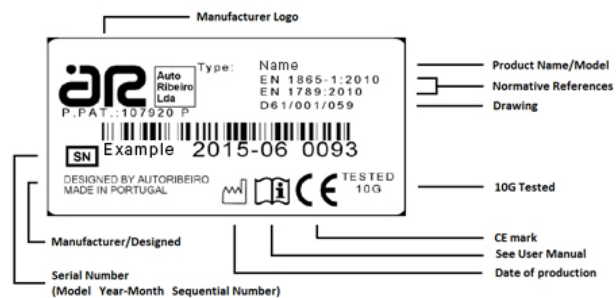 Manufacturer Logo
ar
Auto
Ribeiro
Lda
Type: Name
EN 1865-1:2010
EN 1789:2010
D61/001/059
P.PAT.:107920 P
SN Example 2015-06 0093
DESIGNED BY AUTORIBEIRO
MADE IN PORTUGAL
CE TESTED
10G
Product Name/Model
Normative References
Drawing
10G Tested
CE mark
See User Manual
Date of production
Manufacturer/Designed
Serial Number
(Model Year-Month Sequential Number)